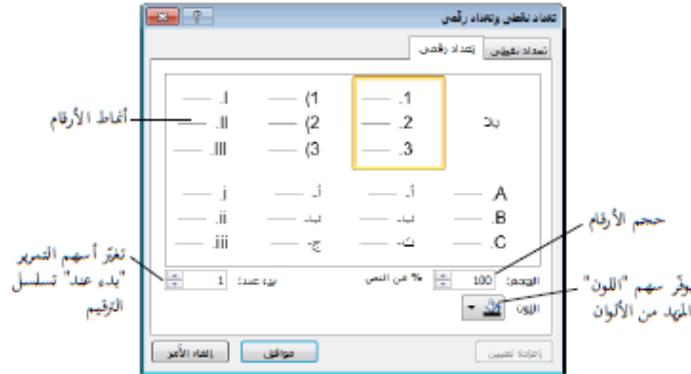 تعداد نقطي وتعداد رقمي
تعداد نقطي
تعداد رقمي
بلا
1.
2.
3.
1)
2)
3)
I.
II.
III.
A.
B.
C.
أ-
ب-
ت-
أ-
ب-
ج-
i.
ii.
iii.
أنماط الأرقام
حجم الأرقام
الحجم: 100 % من النص
بدء عند: 1
تغيّر أسهم التمرير
"بدء عند" تسلسل
الترقيم
يوفّر سهم "اللون"
من الألوان
اللون
إعادة تعيين
موافق
إلغاء الأمر